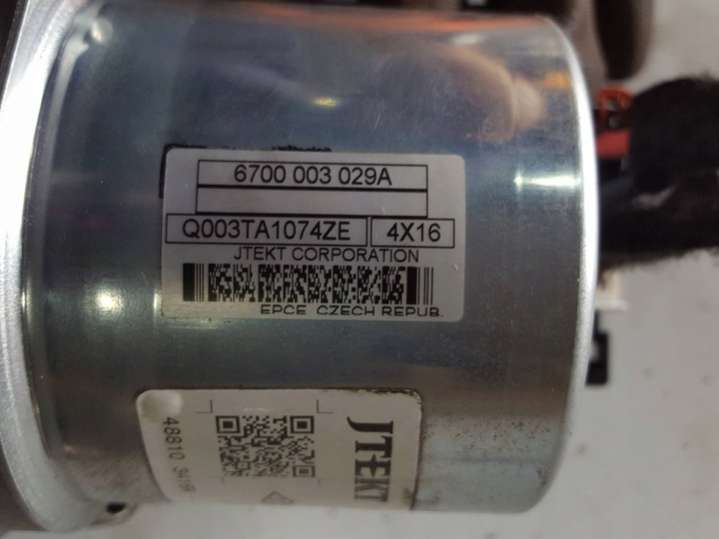 6700 003 029A
Q003TA1074ZE 4X16
JTEKT CORPORATION
EPCE CZECH REPUB.
JTEKT
48810